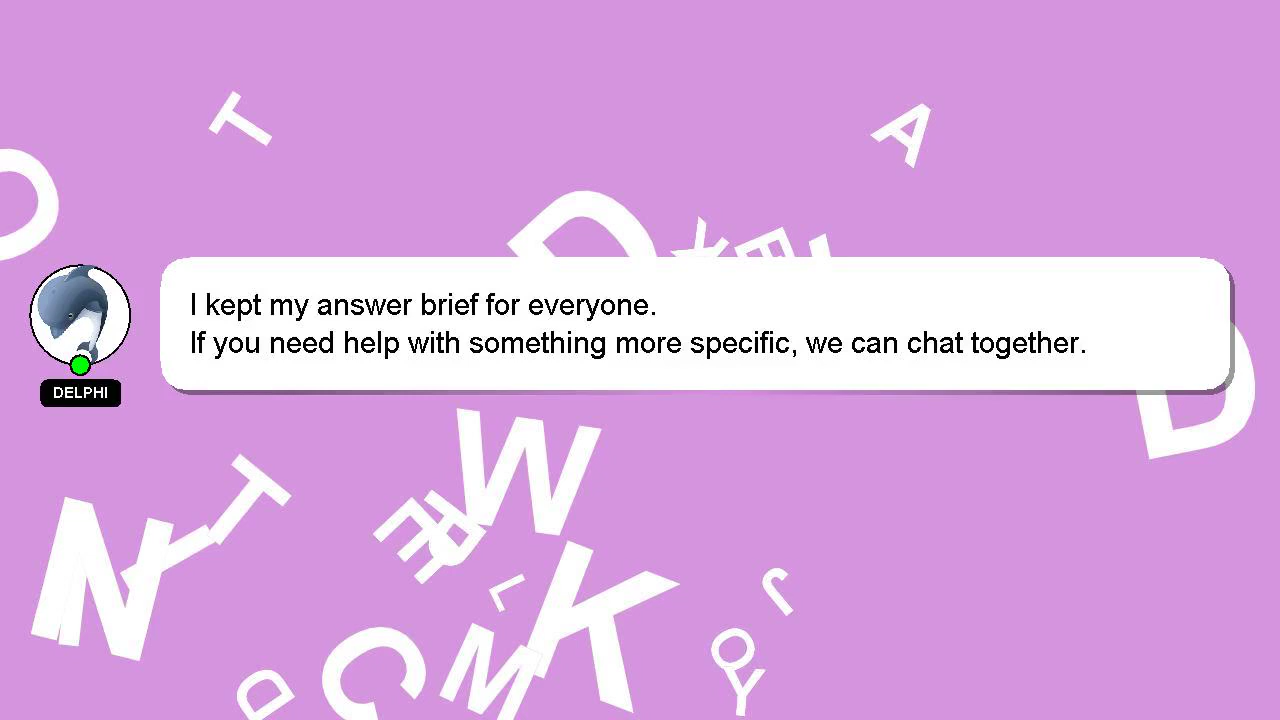 I kept my answer brief for everyone.
If you need help with something more specific, we can chat together.
DELPHI
T
A
D
K
E
D
W
T
N
Y
E
R
L
K
J
O
Y
M
C
D